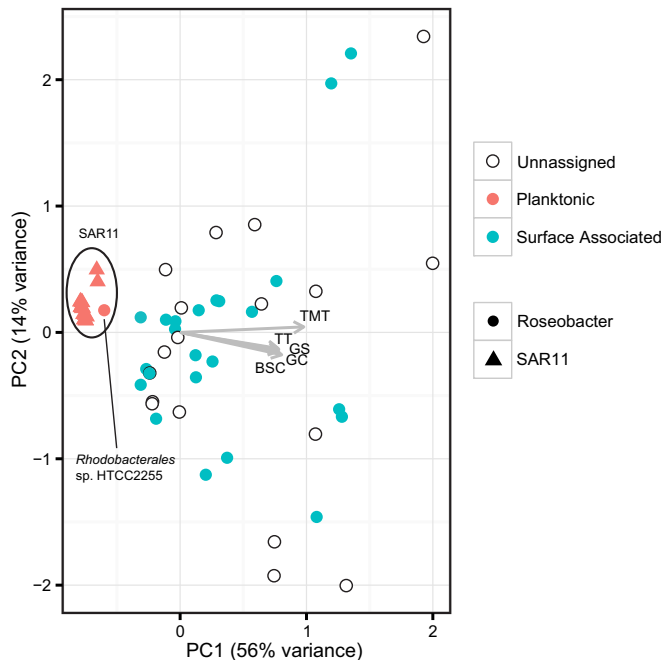 2
1
0
−1
−2
PC2 (14% variance)
SAR11
TMT
TT
GS
BSC
GC
Rhodobacterales
sp. HTCC2255
0
1
2
PC1 (56% variance)
Unnassigned
Planktonic
Surface Associated
Roseobacter
SAR11